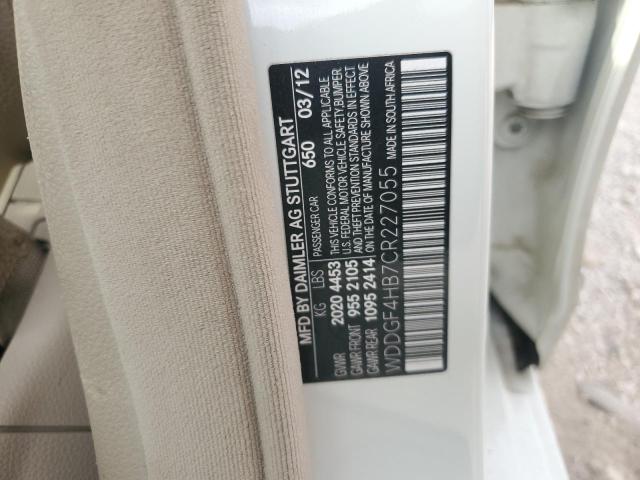 MFD BY DAIMLER AG STUTTGART
PASSENGER CAR 650 03/12
KG LBS
GVWR 2020 4453
GAWR FRONT 955 2105
GAWR REAR 1095 2414
THIS VEHICLE CONFORMS TO ALL APPLICABLE
U.S. FEDERAL MOTOR VEHICLE SAFETY, BUMPER
AND THEFT PREVENTION STANDARDS IN EFFECT
ON THE DATE OF MANUFACTURE SHOWN ABOVE
WDDGF4HB7CR227055 MADE IN SOUTH AFRICA